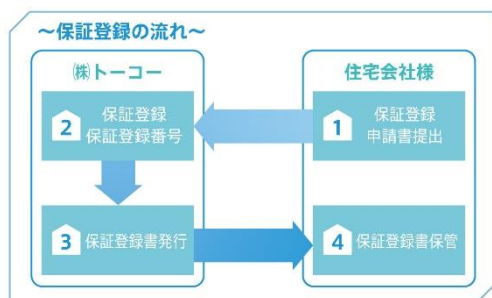 ～保証登録の流れ～
㈱トーコー
住宅会社様
2
保証登録
保証登録番号
1
保証登録
申請書提出
3
保証登録書発行
4
保証登録書保管